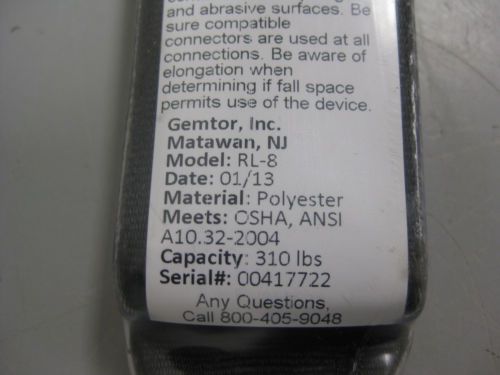 and abrasive surfaces. Be
sure compatible
connectors are used at all
connections. Be aware of
elongation when
determining if fall space
permits use of the device.
Gemtor, Inc.
Matawan, NJ
Model: RL-8
Date: 01/13
Material: Polyester
Meets: OSHA, ANSI
A10.32-2004
Capacity: 310 lbs
Serial#: 00417722
Any Questions,
Call 800-405-9048